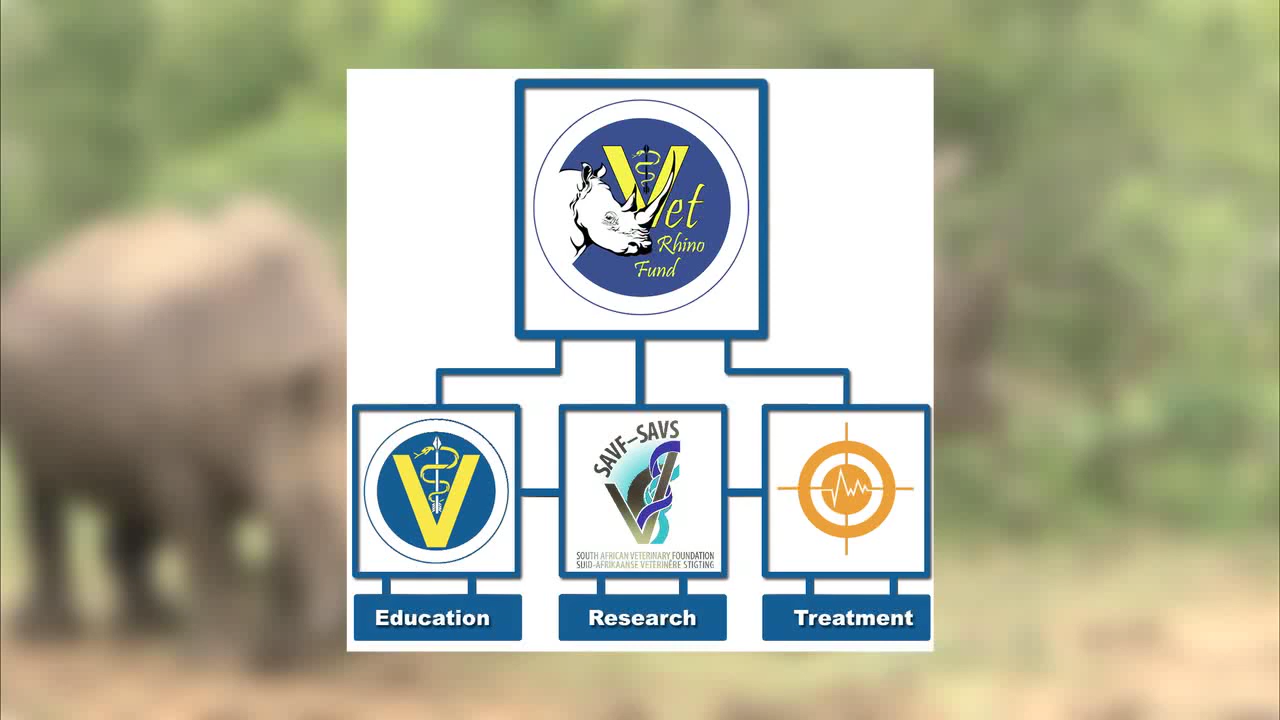 Vet
Rhino
Fund
SAVF–SAVS
V
SOUTH AFRICAN VETERINARY FOUNDATION
SUID-AFRIKAANSE VETERINÊRE STIGTING
Education
Research
Treatment